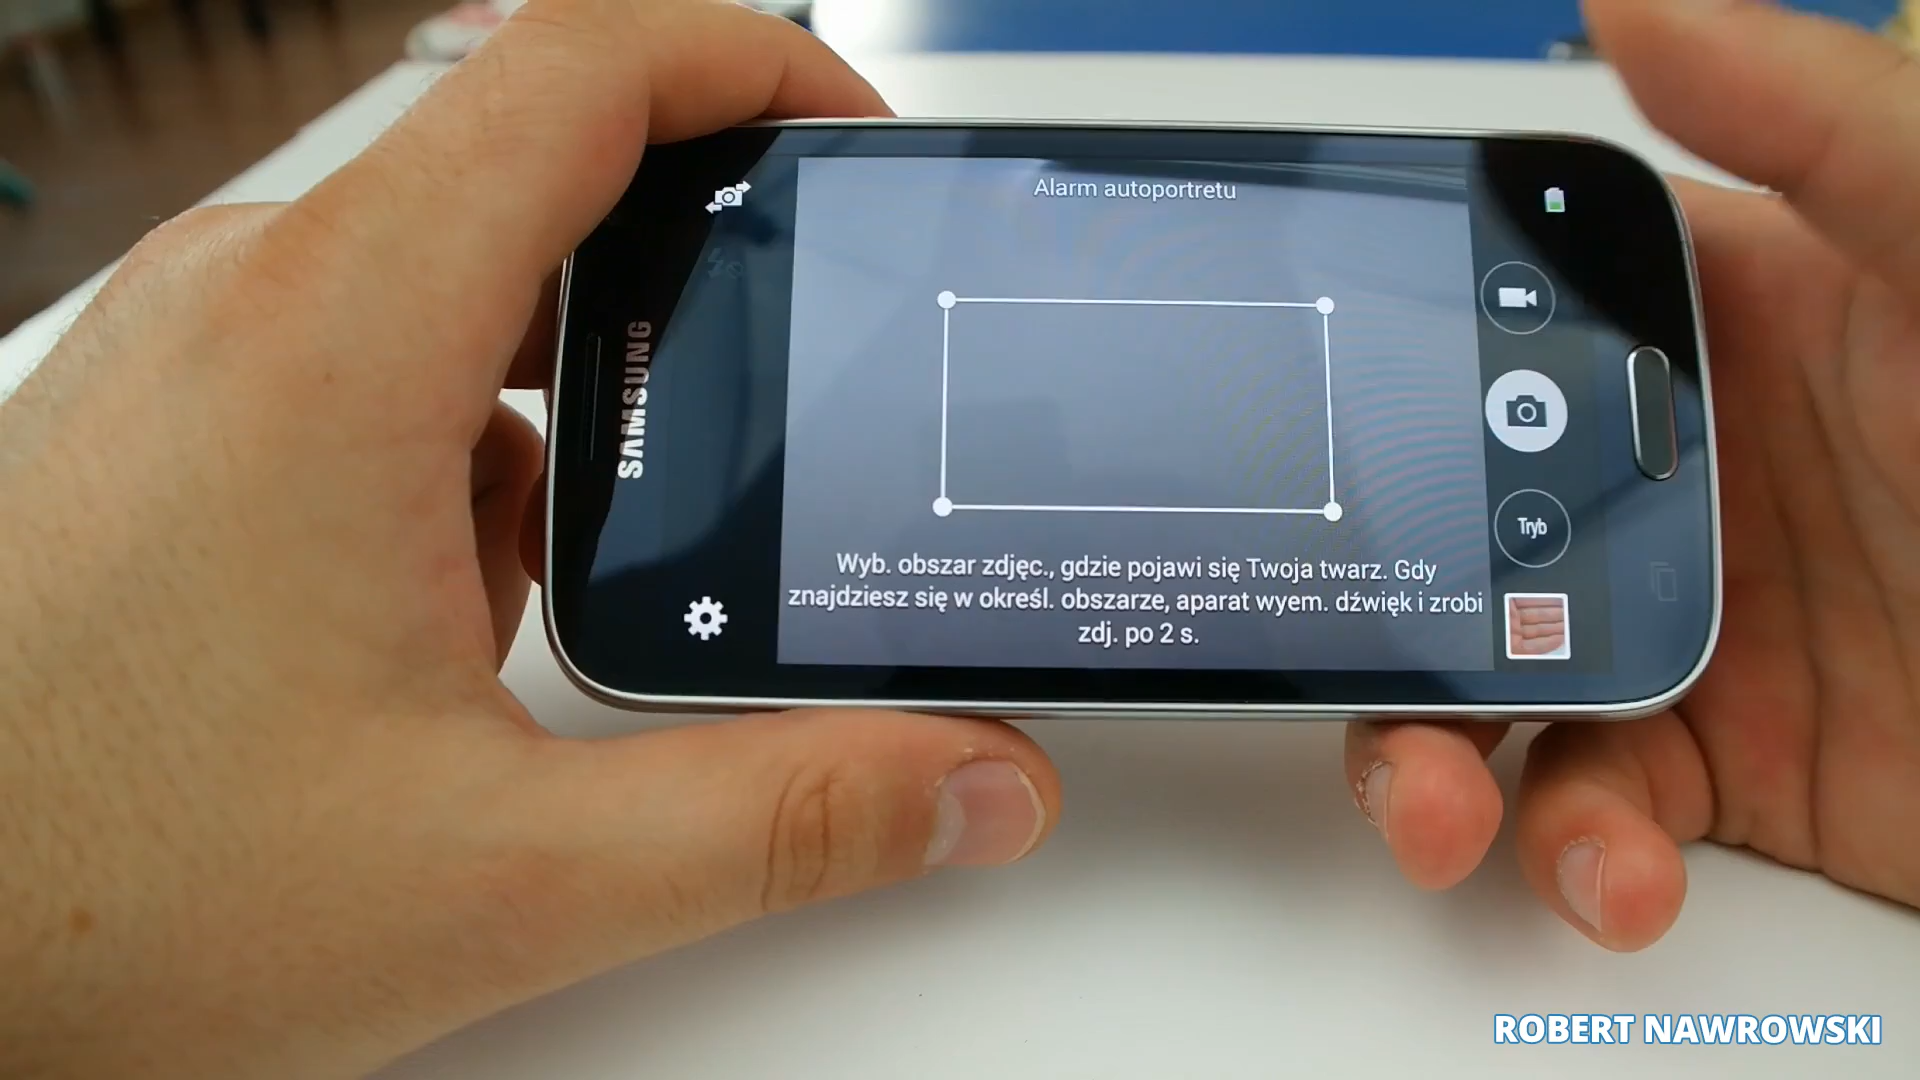 SAMSUNG
Alarm autoportretu
Wyb. obszar zdjęc., gdzie pojawi się Twoja twarz. Gdy
znajdziesz się w określ. obszarze, aparat wyem. dźwięk i zrobi
zdj. po 2 s.
Tryb
ROBERT NAWROWSKI